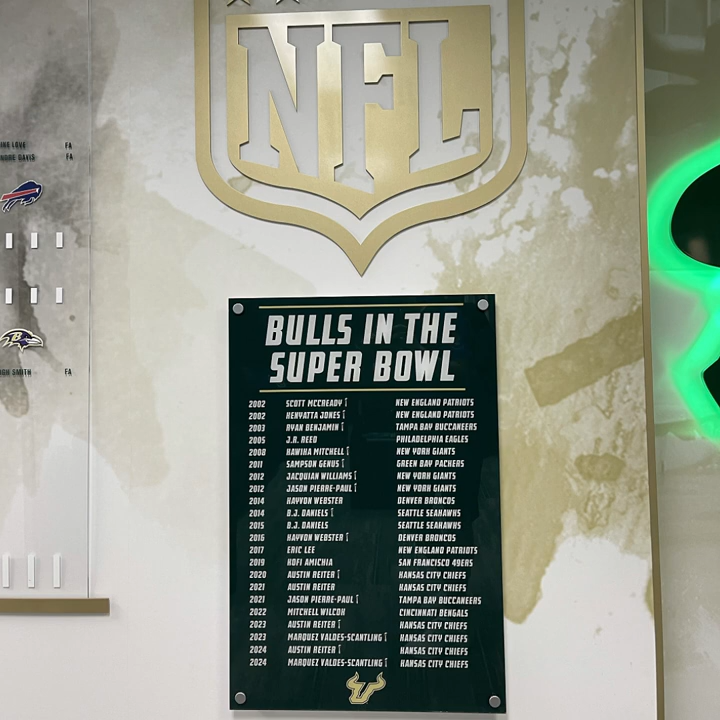 NFL
INE LOVE FA
DAVIS FA
SMITH FA
BULLS IN THE
SUPER BOWL
2002 SCOTT MCCREADY NEW ENGLAND PATRIOTS
2002 KENYATTA JONES NEW ENGLAND PATRIOTS
2003 RYAN BENJAMIN TAMPA BAY BUCCANEERS
2005 J.R. REED PHILADELPHIA EAGLES
2008 KAWIKA MITCHELL NEW YORK GIANTS
2011 SAMPSON GENUS GREEN BAY PACKERS
2012 JACQUIAN WILLIAMS NEW YORK GIANTS
2012 JASON PIERRE-PAUL NEW YORK GIANTS
2014 KAYVON WEBSTER DENVER BRONCOS
2014 B.J. DANIELS SEATTLE SEAHAWKS
2015 B.J. DANIELS SEATTLE SEAHAWKS
2016 KAYVON WEBSTER DENVER BRONCOS
2017 ERIC LEE NEW ENGLAND PATRIOTS
2019 KOFI AMICHIA SAN FRANCISCO 49ERS
2020 AUSTIN REITER KANSAS CITY CHIEFS
2021 AUSTIN REITER KANSAS CITY CHIEFS
2021 JASON PIERRE-PAUL TAMPA BAY BUCCANEERS
2022 MITCHELL WILCOX CINCINNATI BENGALS
2023 AUSTIN REITER KANSAS CITY CHIEFS
2023 MARQUEZ VALDES-SCANTLING KANSAS CITY CHIEFS
2024 AUSTIN REITER KANSAS CITY CHIEFS
2024 MARQUEZ VALDES-SCANTLING KANSAS CITY CHIEFS